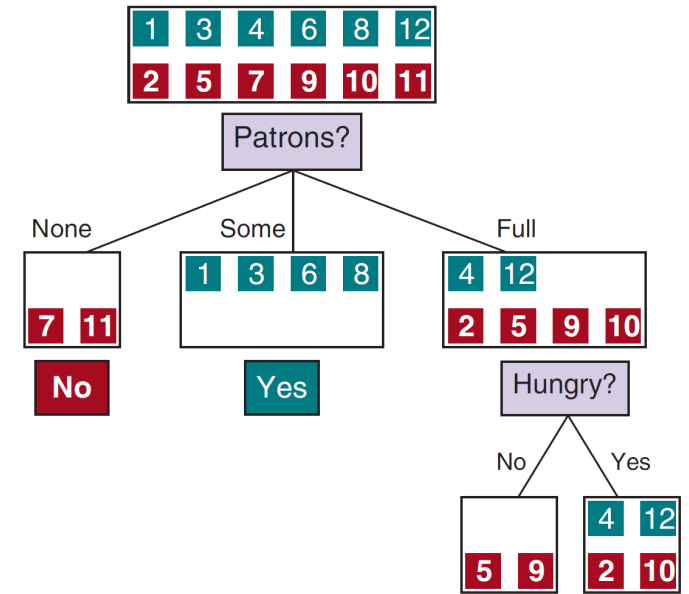 1 3 4 6 8 12
2 5 7 9 10 11
Patrons?
None Some Full
1 3 6 8 4 12
7 11 2 5 9 10
No Yes Hungry?
No Yes
4 12
5 9 2 10